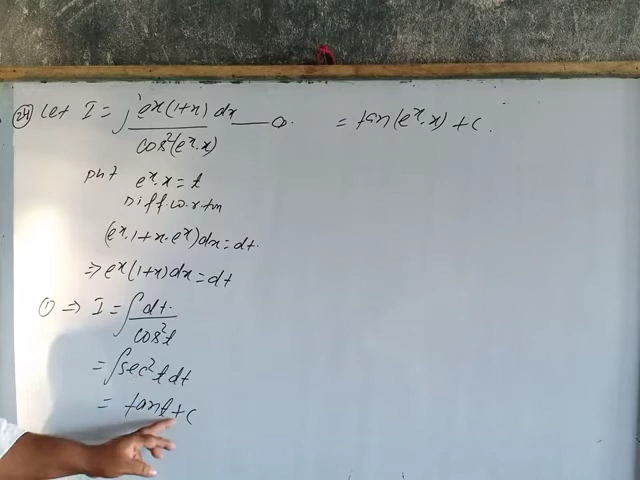 24 Let I = ∫ e^x(1+x) dx / cos²(e^x.x) —— ①.
put e^x.x = t
Diff.w.r.to x
(e^x.1+x.e^x)dx = dt.
⇒ e^x(1+x)dx = dt
① ⇒ I = ∫ dt. / cos²t
= ∫sec²t dt
= tant+c
= tan(e^x.x)+c.